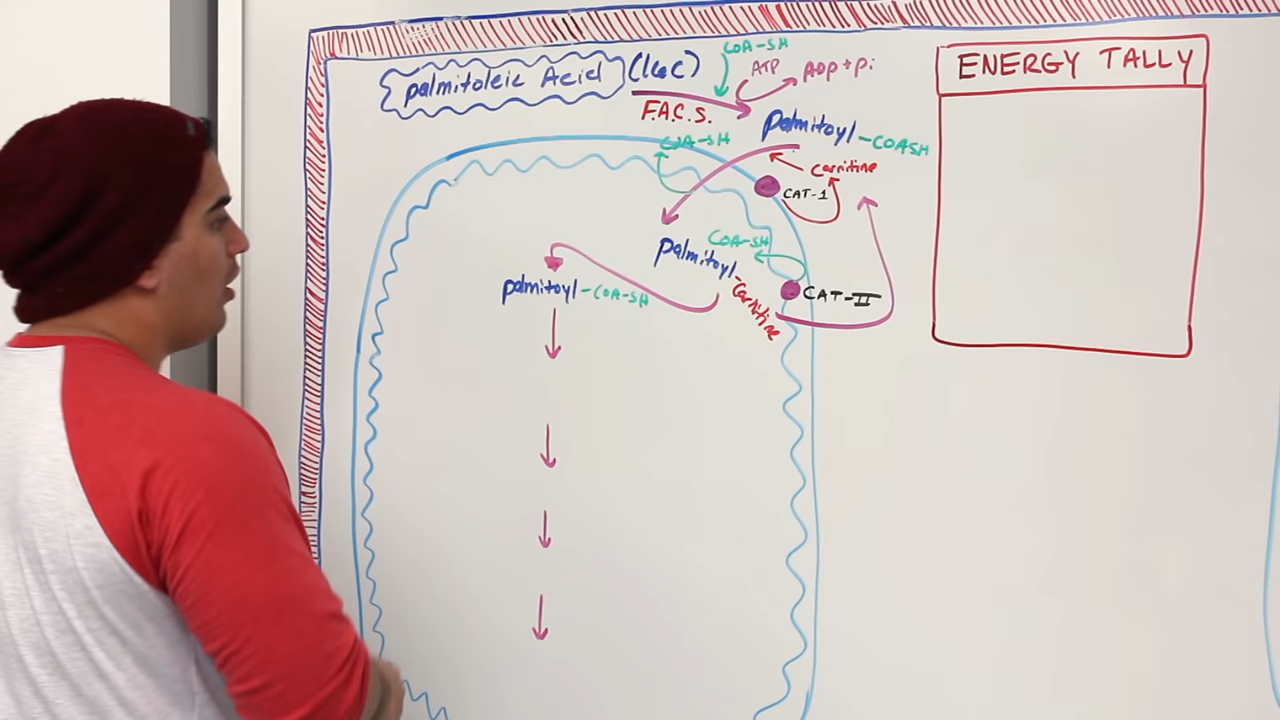 palmitoleic Acid (16C)
COA-SH
ATP
ADP+Pi
F.A.C.S.
palmitoyl-COASH
COA-SH
carnitine
CAT-1
palmitoyl-carnitine
COA-SH
CAT-II
palmitoyl-COA-SH
ENERGY TALLY